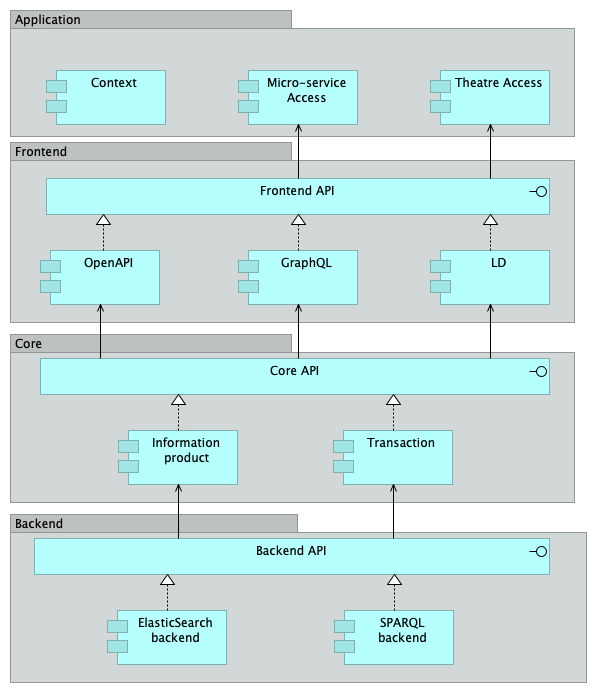 Application
Context
Micro-service
Access
Theatre Access
Frontend
Frontend API
OpenAPI
GraphQL
LD
Core
Core API
Information
product
Transaction
Backend
Backend API
ElasticSearch
backend
SPARQL
backend